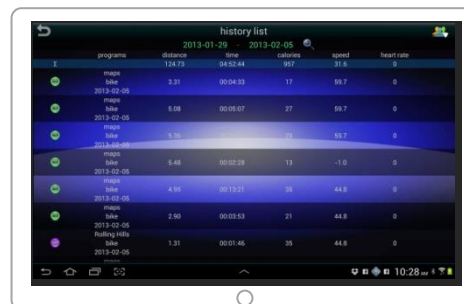 history list
2013-01-29 - 2013-02-05
programs distance time calories speed heart rate
Σ 124.73 04:52:44 957 31.6 0
maps
bike 3.31 00:04:33 17 59.7 0
2013-02-05
maps
bike 5.08 00:05:07 27 59.7 0
2013-02-05
maps
bike 5.76 59.7 0
2013-02-05
maps
bike 5.48 00:02:28 13 -1.0 0
2013-02-05
maps
bike 4.94 00:13:21 44.8 0
2013-02-05
maps
bike 2.90 00:03:53 21 44.8 0
2013-02-05
Rolling Hills
bike 1.31 00:01:46 35 44.8 0
2013-02-05
maps
10:28